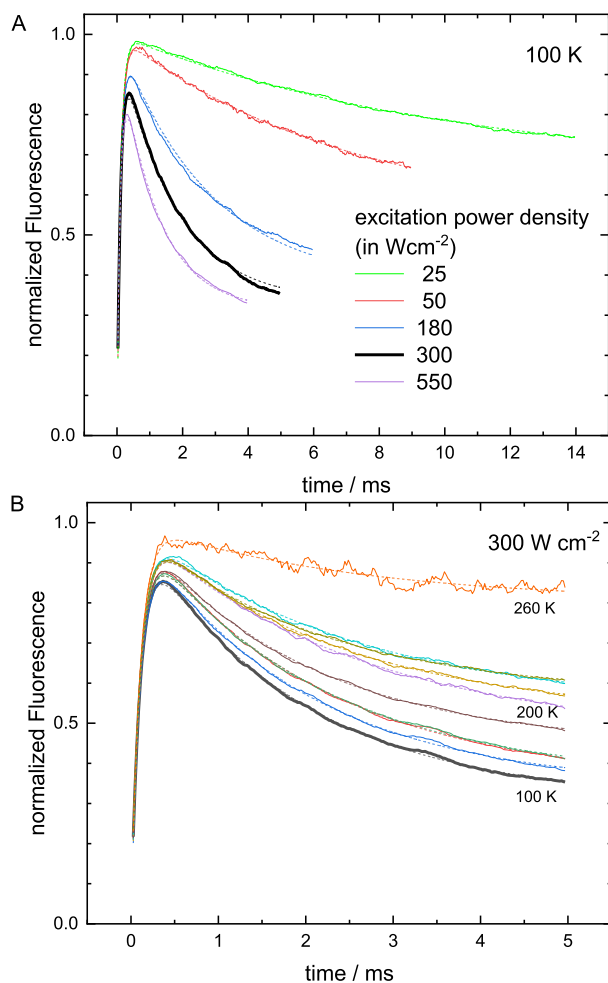 A
100 K
1.0
0.5
0.0
normalized Fluorescence
excitation power density
(in Wcm-2)
25
50
180
300
550
0 2 4 6 8 10 12 14
time / ms
B
300 W cm-2
1.0
0.5
0.0
normalized Fluorescence
260 K
200 K
100 K
0 1 2 3 4 5
time / ms